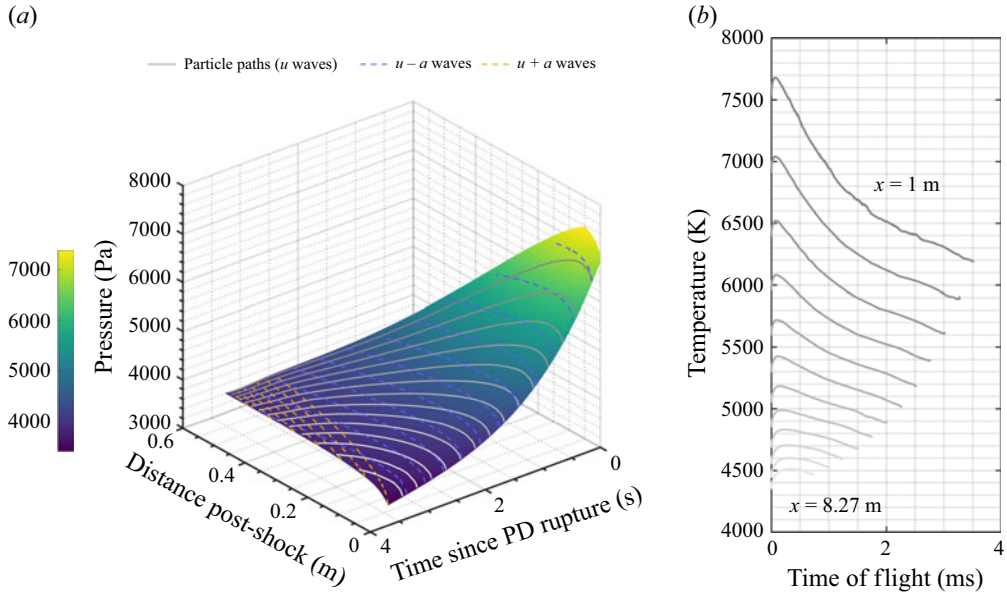 (a)
Particle paths (u waves)
u – a waves
u + a waves
8000
7000
6000
5000
4000
3000
Pressure (Pa)
7000
6000
5000
4000
0.6
0.4
0.2
0
Distance post-shock (m)
4
2
0
Time since PD rupture (s)
(b)
8000
7500
7000
6500
6000
5500
5000
4500
4000
Temperature (K)
x = 1 m
x = 8.27 m
0
2
4
Time of flight (ms)